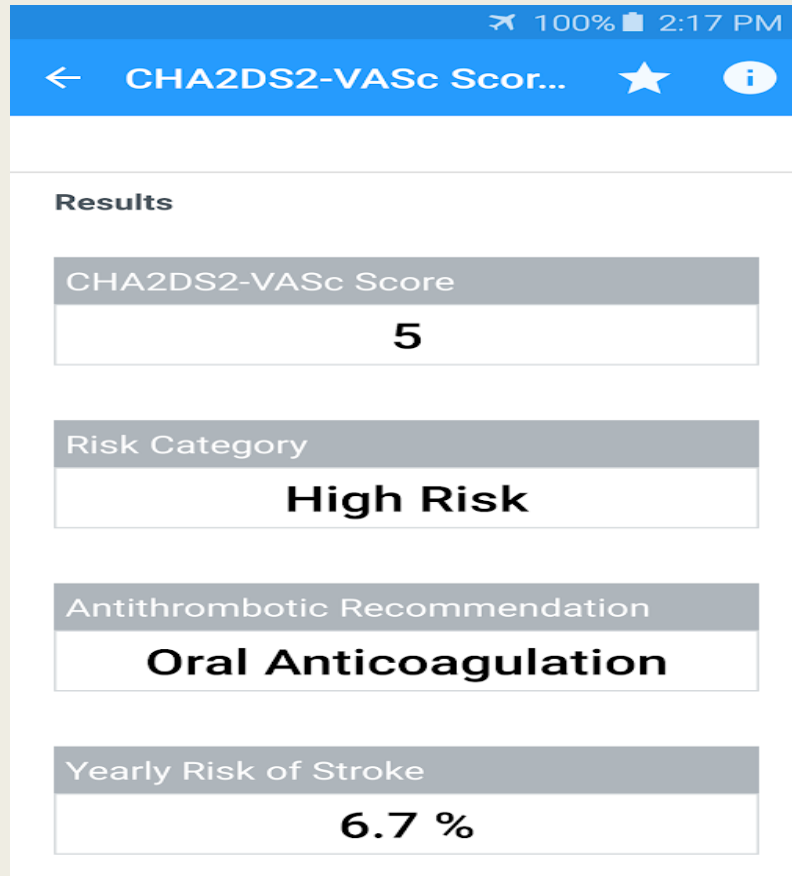 100% 2:17 PM
CHA2DS2-VASc Scor...
Results
CHA2DS2-VASc Score
5
Risk Category
High Risk
Antithrombotic Recommendation
Oral Anticoagulation
Yearly Risk of Stroke
6.7 %